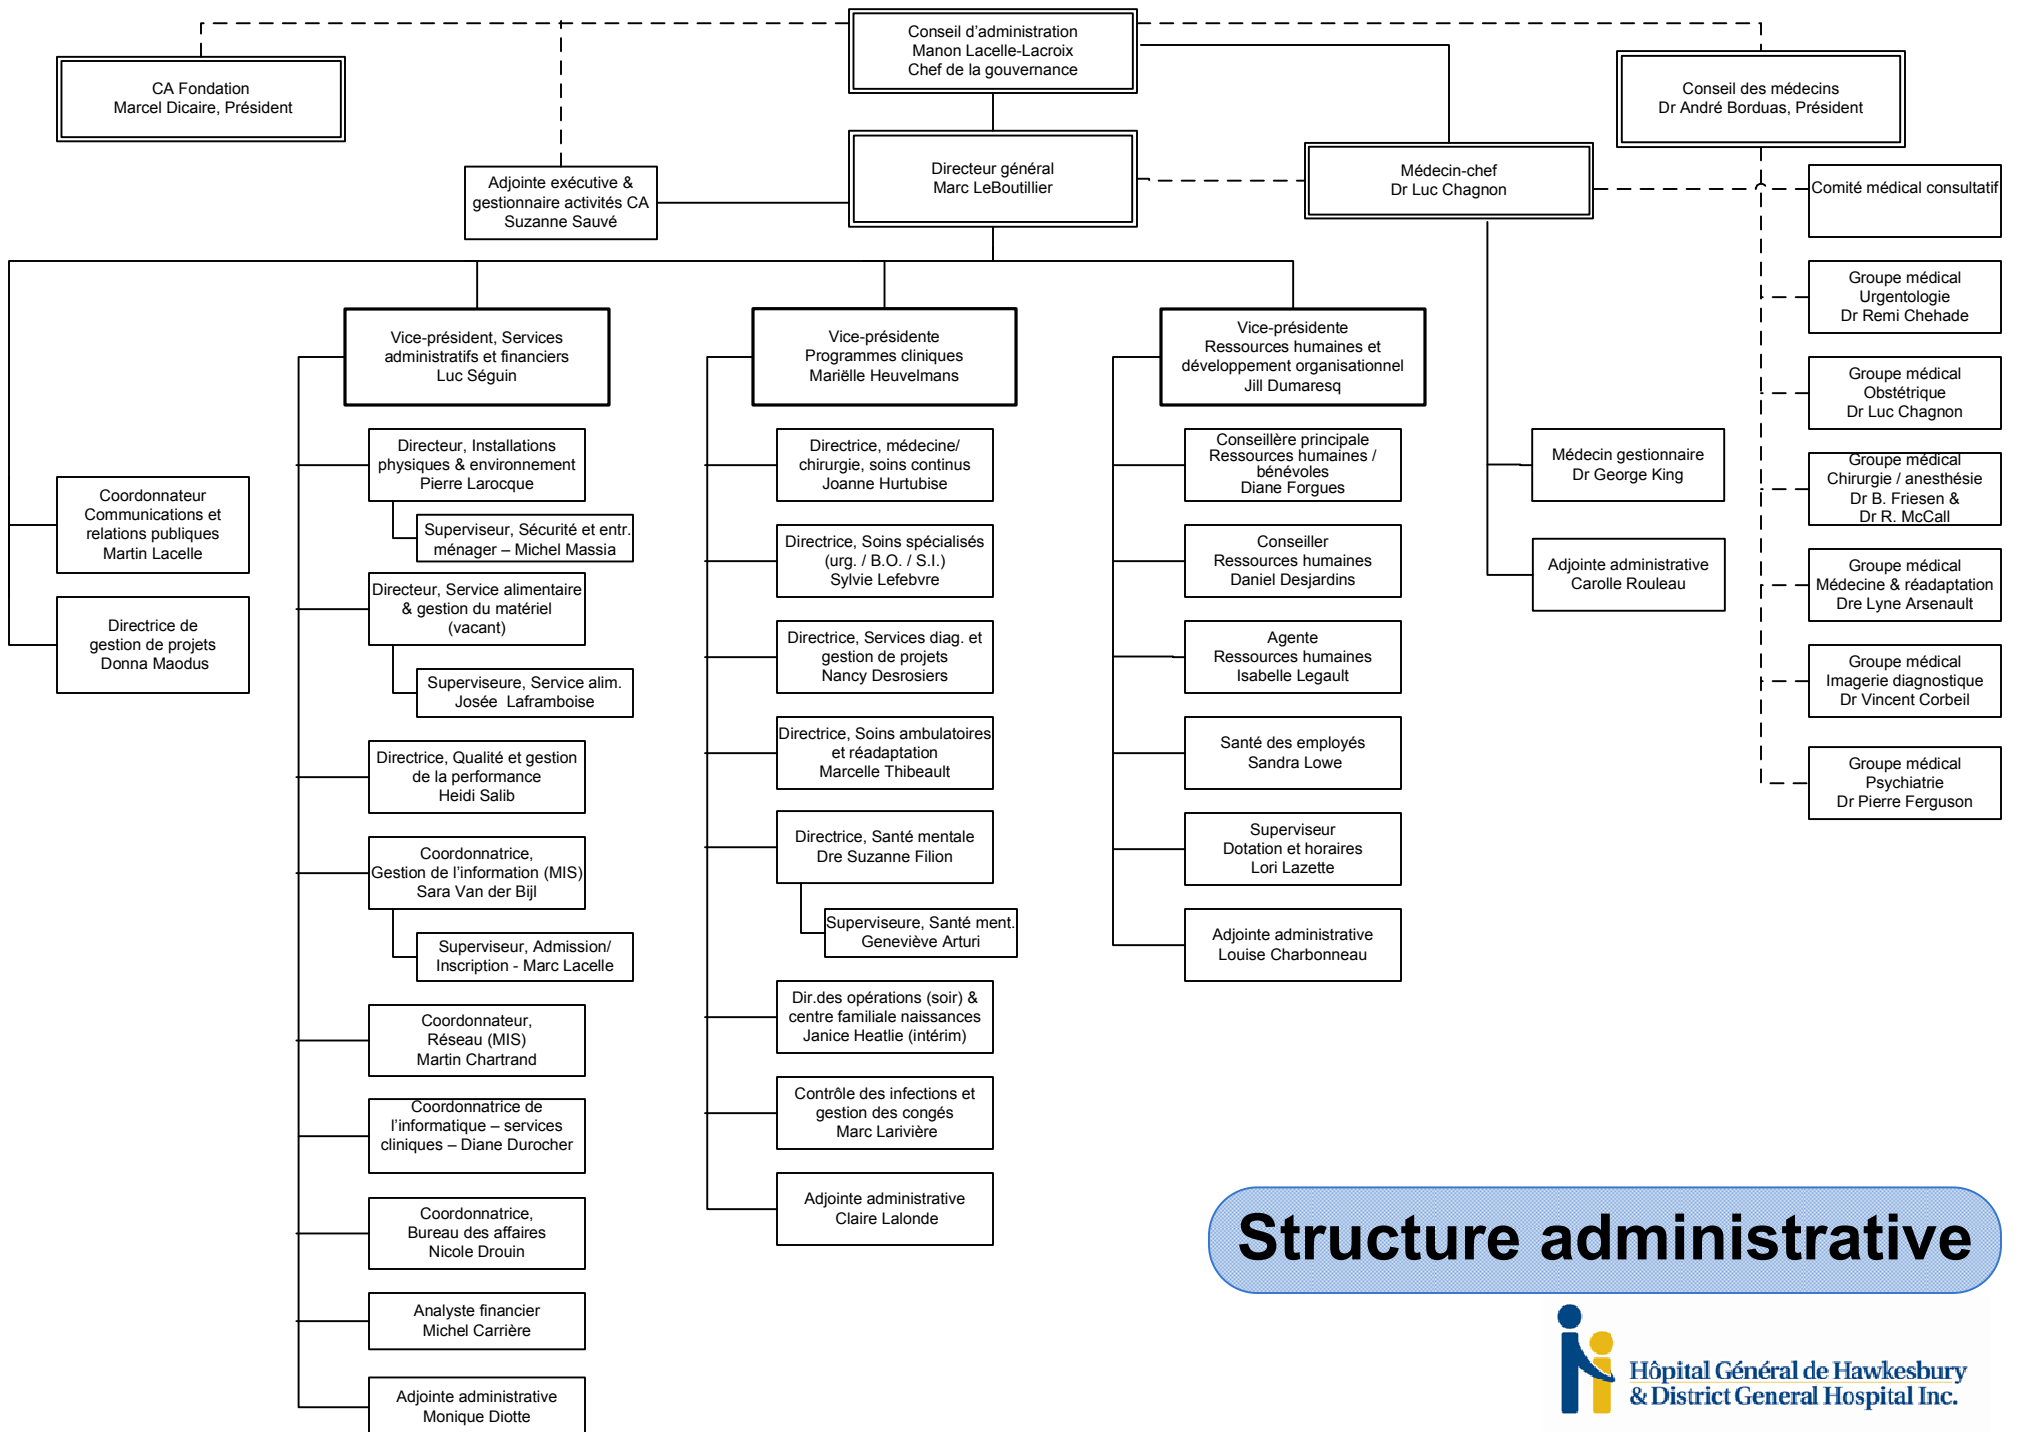 Conseil d'administration
Manon Lacelle-Lacroix
Chef de la gouvernance
CA Fondation
Marcel Dicaire, Président
Conseil des médecins
Dr André Borduas, Président
Directeur général
Marc LeBoutillier
Adjointe exécutive &
gestionnaire activités CA
Suzanne Sauvé
Médecin-chef
Dr Luc Chagnon
Comité médical consultatif
Coordonnateur
Communications et
relations publiques
Martin Lacelle
Directrice de
gestion de projets
Donna Maodus
Vice-président, Services
administratifs et financiers
Luc Séguin
Directeur, Installations
physiques & environnement
Pierre Larocque
Superviseur, Sécurité et entr.
ménager – Michel Massia
Directeur, Service alimentaire
& gestion du matériel
(vacant)
Superviseure, Service alim.
Josée  Laframboise
Directrice, Qualité et gestion
de la performance
Heidi Salib
Coordonnatrice,
Gestion de l'information (MIS)
Sara Van der Bijl
Superviseur, Admission/
Inscription - Marc Lacelle
Coordonnateur,
Réseau (MIS)
Martin Chartrand
Coordonnatrice de
l'informatique – services
cliniques – Diane Durocher
Coordonnatrice,
Bureau des affaires
Nicole Drouin
Analyste financier
Michel Carrière
Adjointe administrative
Monique Diotte
Vice-présidente
Programmes cliniques
Mariëlle Heuvelmans
Directrice, médecine/
chirurgie, soins continus
Joanne Hurtubise
Directrice, Soins spécialisés
(urg. / B.O. / S.I.)
Sylvie Lefebvre
Directrice, Services diag. et
gestion de projets
Nancy Desrosiers
Directrice, Soins ambulatoires
et réadaptation
Marcelle Thibeault
Directrice, Santé mentale
Dre Suzanne Filion
Superviseure, Santé ment.
Geneviève Arturi
Dir.des opérations (soir) &
centre familiale naissances
Janice Heatlie (intérim)
Contrôle des infections et
gestion des congés
Marc Larivière
Adjointe administrative
Claire Lalonde
Vice-présidente
Ressources humaines et
développement organisationnel
Jill Dumaresq
Conseillère principale
Ressources humaines /
bénévoles
Diane Forgues
Conseiller
Ressources humaines
Daniel Desjardins
Agente
Ressources humaines
Isabelle Legault
Santé des employés
Sandra Lowe
Superviseur
Dotation et horaires
Lori Lazette
Adjointe administrative
Louise Charbonneau
Médecin gestionnaire
Dr George King
Adjointe administrative
Carolle Rouleau
Groupe médical
Urgentologie
Dr Remi Chehade
Groupe médical
Obstétrique
Dr Luc Chagnon
Groupe médical
Chirurgie / anesthésie
Dr B. Friesen &
Dr R. McCall
Groupe médical
Médecine & réadaptation
Dre Lyne Arsenault
Groupe médical
Imagerie diagnostique
Dr Vincent Corbeil
Groupe médical
Psychiatrie
Dr Pierre Ferguson
Structure administrative
Hôpital Général de Hawkesbury
& District General Hospital Inc.